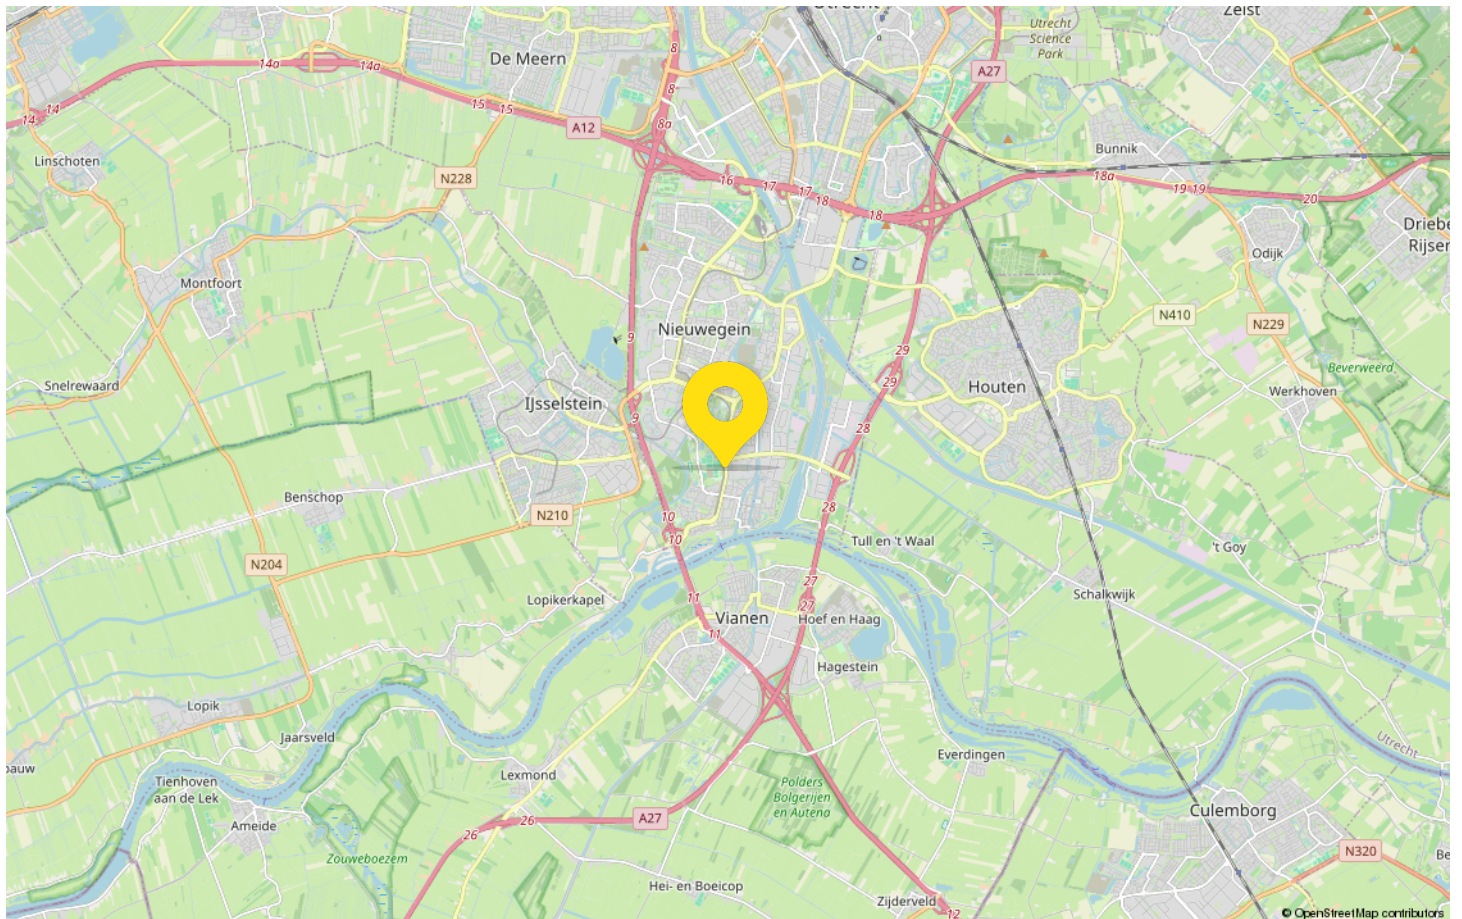 Utrecht
Zeist
Utrecht
Science
Park
8
De Meern
14a
14a
A27
8
14
14
15
15
8a
A12
Bunnik
Linschoten
N228
16
17
17
18
18
18a
19
19
20
Driebe
Rijser
Odijk
Montfoort
N410
N229
Nieuwegein
9
29
29
Beverweerd
Snelrewaard
Houten
Werkhoven
IJsselstein
9
28
Benschop
28
N210
10
10
Tull en 't Waal
't Goy
N204
27
Schalkwijk
Lopikerkapel
11
27
Vianen
Hoef en Haag
11
Hagestein
Lopik
Jaarsveld
Utrecht
Everdingen
pauw
Lexmond
Tienhoven
aan de Lek
Polders
Bolgerijen
en Autena
Culemborg
Ameide
A27
26
26
N320
Zouweboezem
Be
Hei- en Boeicop
Zijderveld
12
© OpenStreetMap contributors